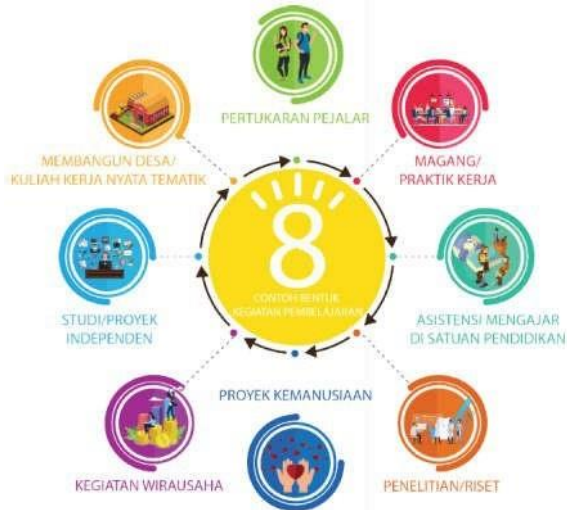 PERTUKARAN PEJALAR
MAGANG/
PRAKTIK KERJA
ASISTENSI MENGAJAR
DI SATUAN PENDIDIKAN
PENELITIAN/RISET
PROYEK KEMANUSIAAN
KEGIATAN WIRAUSAHA
STUDI/PROYEK
INDEPENDEN
MEMBANGUN DESA/
KULIAH KERJA NYATA TEMATIK
8
CONTOH BENTUK
KEGIATAN PEMBELAJARAN